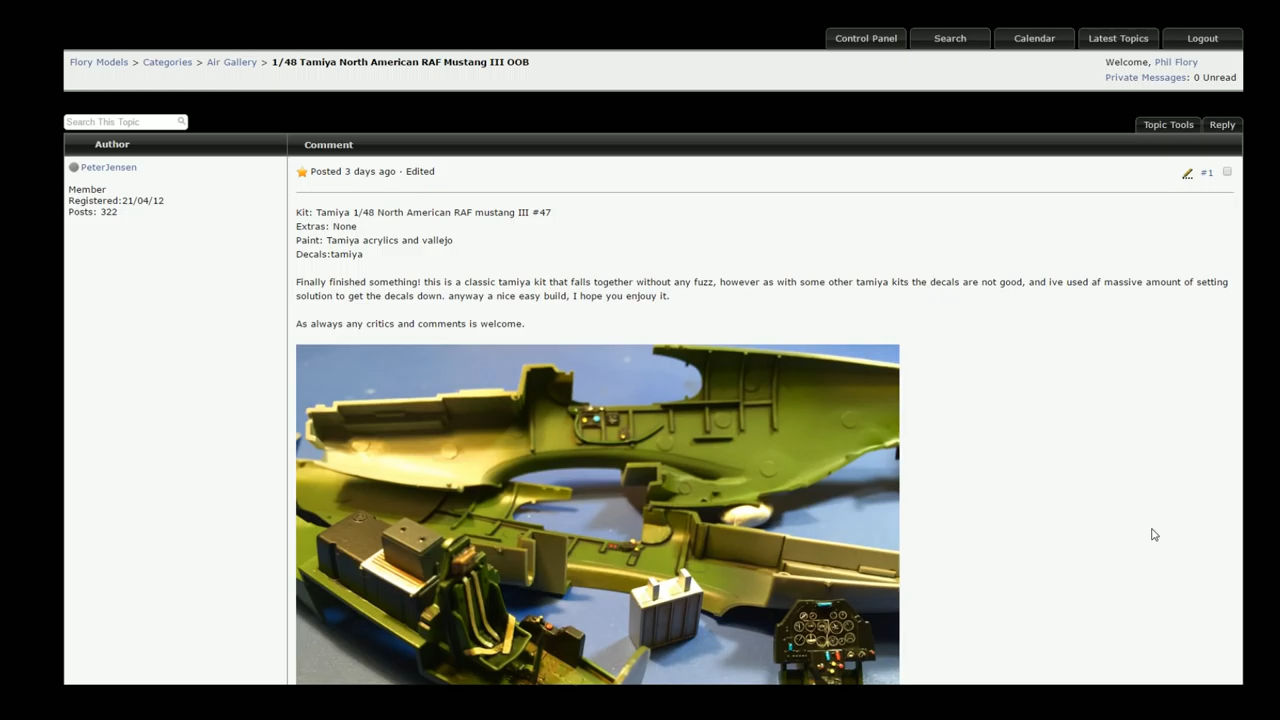 Control Panel
Search
Calendar
Latest Topics
Logout
Flory Models > Categories > Air Gallery > 1/48 Tamiya North American RAF Mustang III OOB
Welcome, Phil Flory
Private Messages: 0 Unread
Search This Topic
Topic Tools
Reply
Author
Comment
PeterJensen
Posted 3 days ago · Edited
#1
Member
Registered:21/04/12
Posts: 322
Kit: Tamiya 1/48 North American RAF mustang III #47
Extras: None
Paint: Tamiya acrylics and vallejo
Decals:tamiya
Finally finished something! this is a classic tamiya kit that falls together without any fuzz, however as with some other tamiya kits the decals are not good, and ive used af massive amount of setting
solution to get the decals down. anyway a nice easy build, I hope you enjouy it.
As always any critics and comments is welcome.